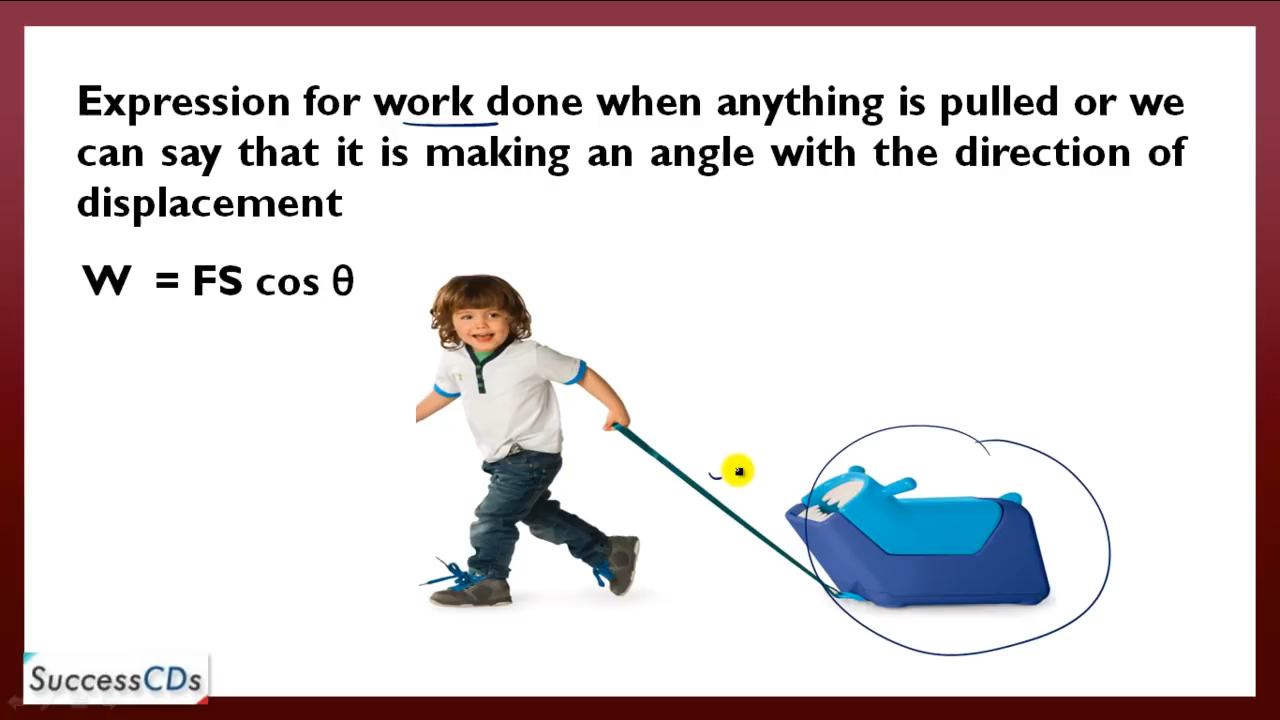 Expression for work done when anything is pulled or we
can say that it is making an angle with the direction of
displacement
W = FS cos θ
SuccessCDs